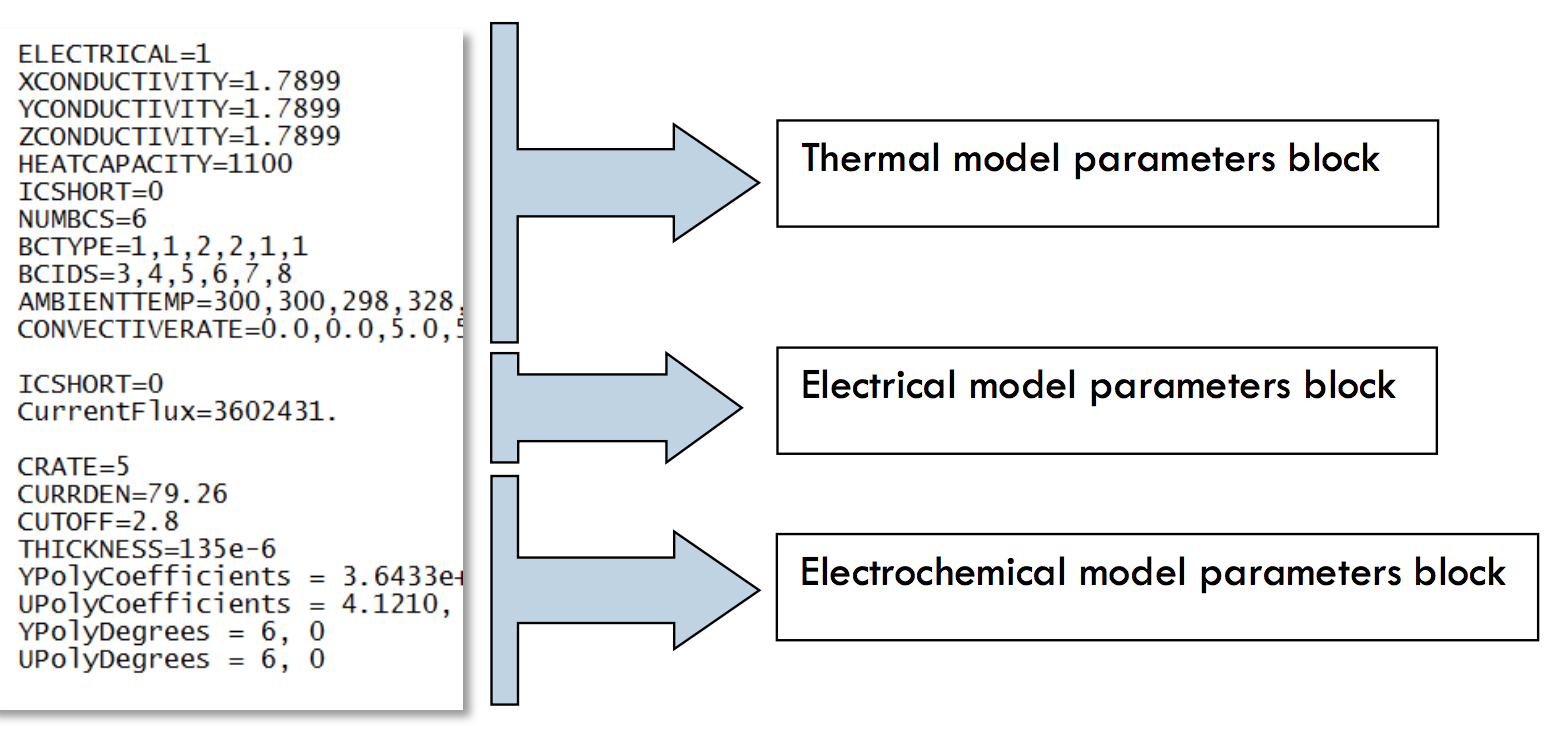 ELECTRICAL=1
XCONDUCTIVITY=1.7899
YCONDUCTIVITY=1.7899
ZCONDUCTIVITY=1.7899
HEATCAPACITY=1100
ICSHORT=0
NUMBCS=6
BCTYPE=1,1,2,2,1,1
BCIDS=3,4,5,6,7,8
AMBIENTTEMP=300,300,298,328,
CONVECTIVERATE=0.0,0.0,5.0,5
ICSHORT=0
CurrentFlux=3602431.
CRATE=5
CURRDEN=79.26
CUTOFF=2.8
THICKNESS=135e-6
YPolyCoefficients = 3.6433e+
UPolyCoefficients = 4.1210,
YPolyDegrees = 6, 0
UPolyDegrees = 6, 0
Thermal model parameters block
Electrical model parameters block
Electrochemical model parameters block